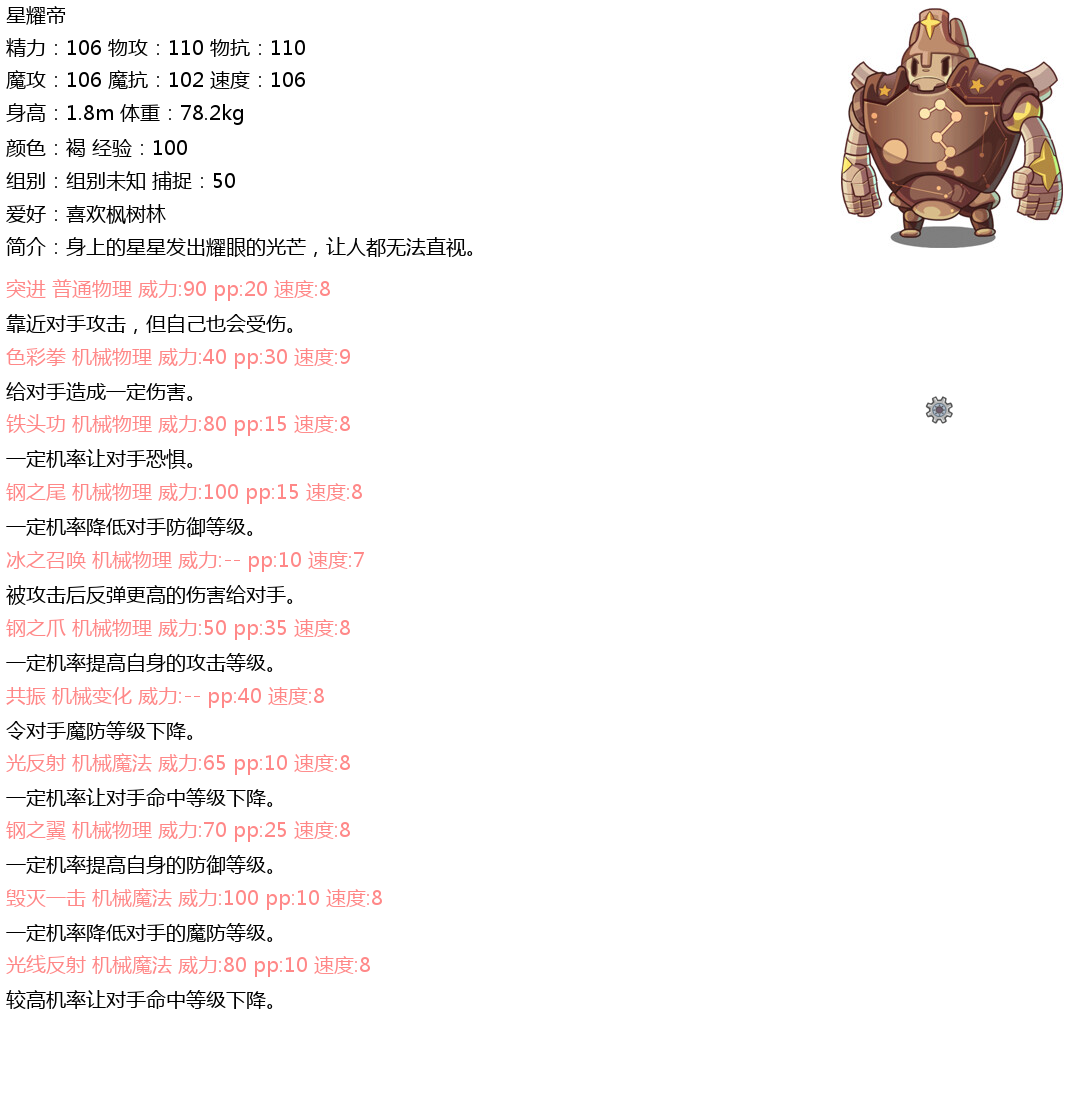 星耀帝
精力：106 物攻：110 物抗：110
魔攻：106 魔抗：102 速度：106
身高：1.8m 体重：78.2kg
颜色：褐 经验：100
组别：组别未知 捕捉：50
爱好：喜欢枫树林
简介：身上的星星发出耀眼的光芒，让人都无法直视。
突进 普通物理 威力:90 pp:20 速度:8
靠近对手攻击，但自己也会受伤。
色彩拳 机械物理 威力:40 pp:30 速度:9
给对手造成一定伤害。
铁头功 机械物理 威力:80 pp:15 速度:8
一定机率让对手恐惧。
钢之尾 机械物理 威力:100 pp:15 速度:8
一定机率降低对手防御等级。
冰之召唤 机械物理 威力:-- pp:10 速度:7
被攻击后反弹更高的伤害给对手。
钢之爪 机械物理 威力:50 pp:35 速度:8
一定机率提高自身的攻击等级。
共振 机械变化 威力:-- pp:40 速度:8
令对手魔防等级下降。
光反射 机械魔法 威力:65 pp:10 速度:8
一定机率让对手命中等级下降。
钢之翼 机械物理 威力:70 pp:25 速度:8
一定机率提高自身的防御等级。
毁灭一击 机械魔法 威力:100 pp:10 速度:8
一定机率降低对手的魔防等级。
光线反射 机械魔法 威力:80 pp:10 速度:8
较高机率让对手命中等级下降。